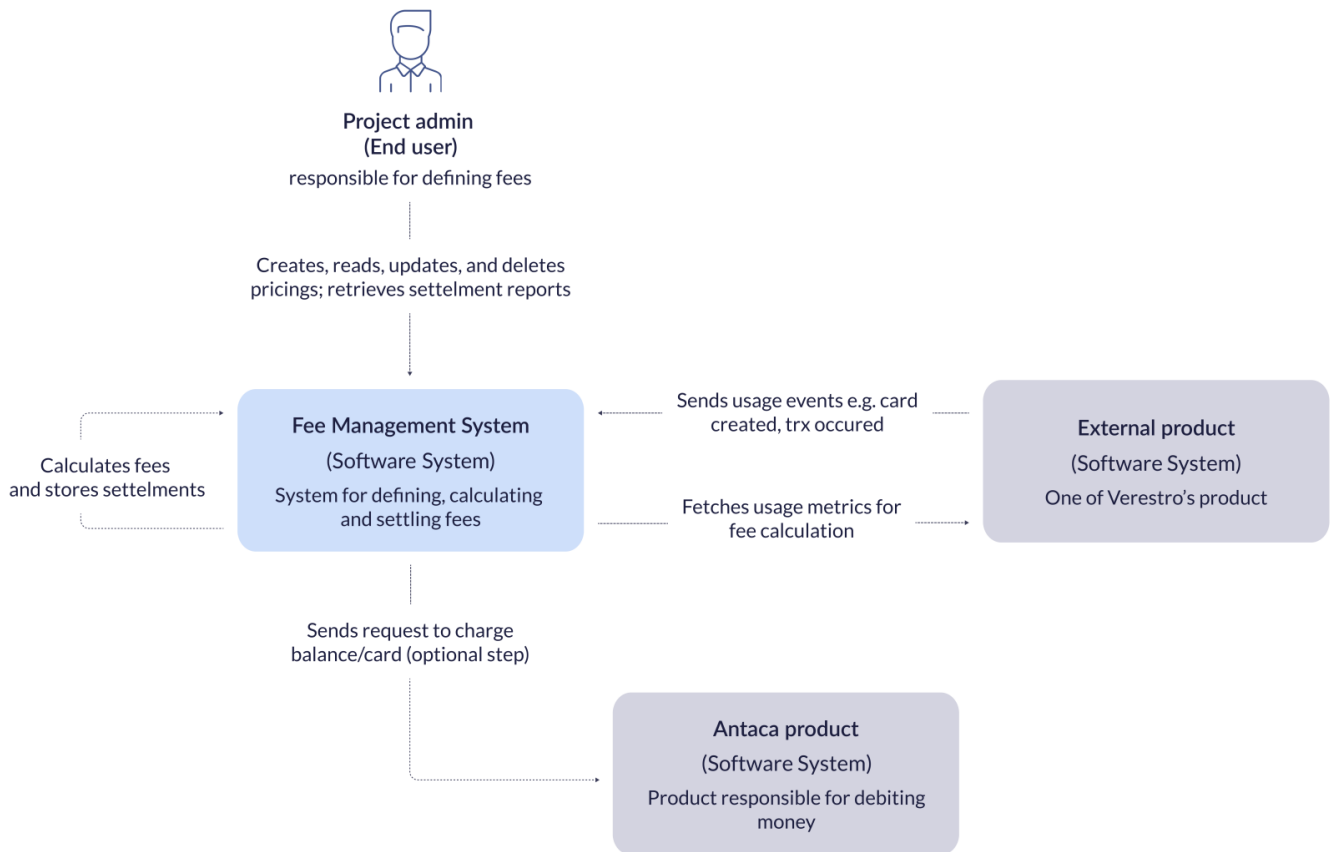 Project admin
(End user)
responsible for defining fees
Creates, reads, updates, and deletes
pricings; retrieves settelment reports
Calculates fees
and stores settelments
Fee Management System
(Software System)
System for defining, calculating
and settling fees
Sends usage events e.g. card
created, trx occured
Fetches usage metrics for
fee calculation
External product
(Software System)
One of Verestro's product
Sends request to charge
balance/card (optional step)
Antaca product
(Software System)
Product responsible for debiting
money